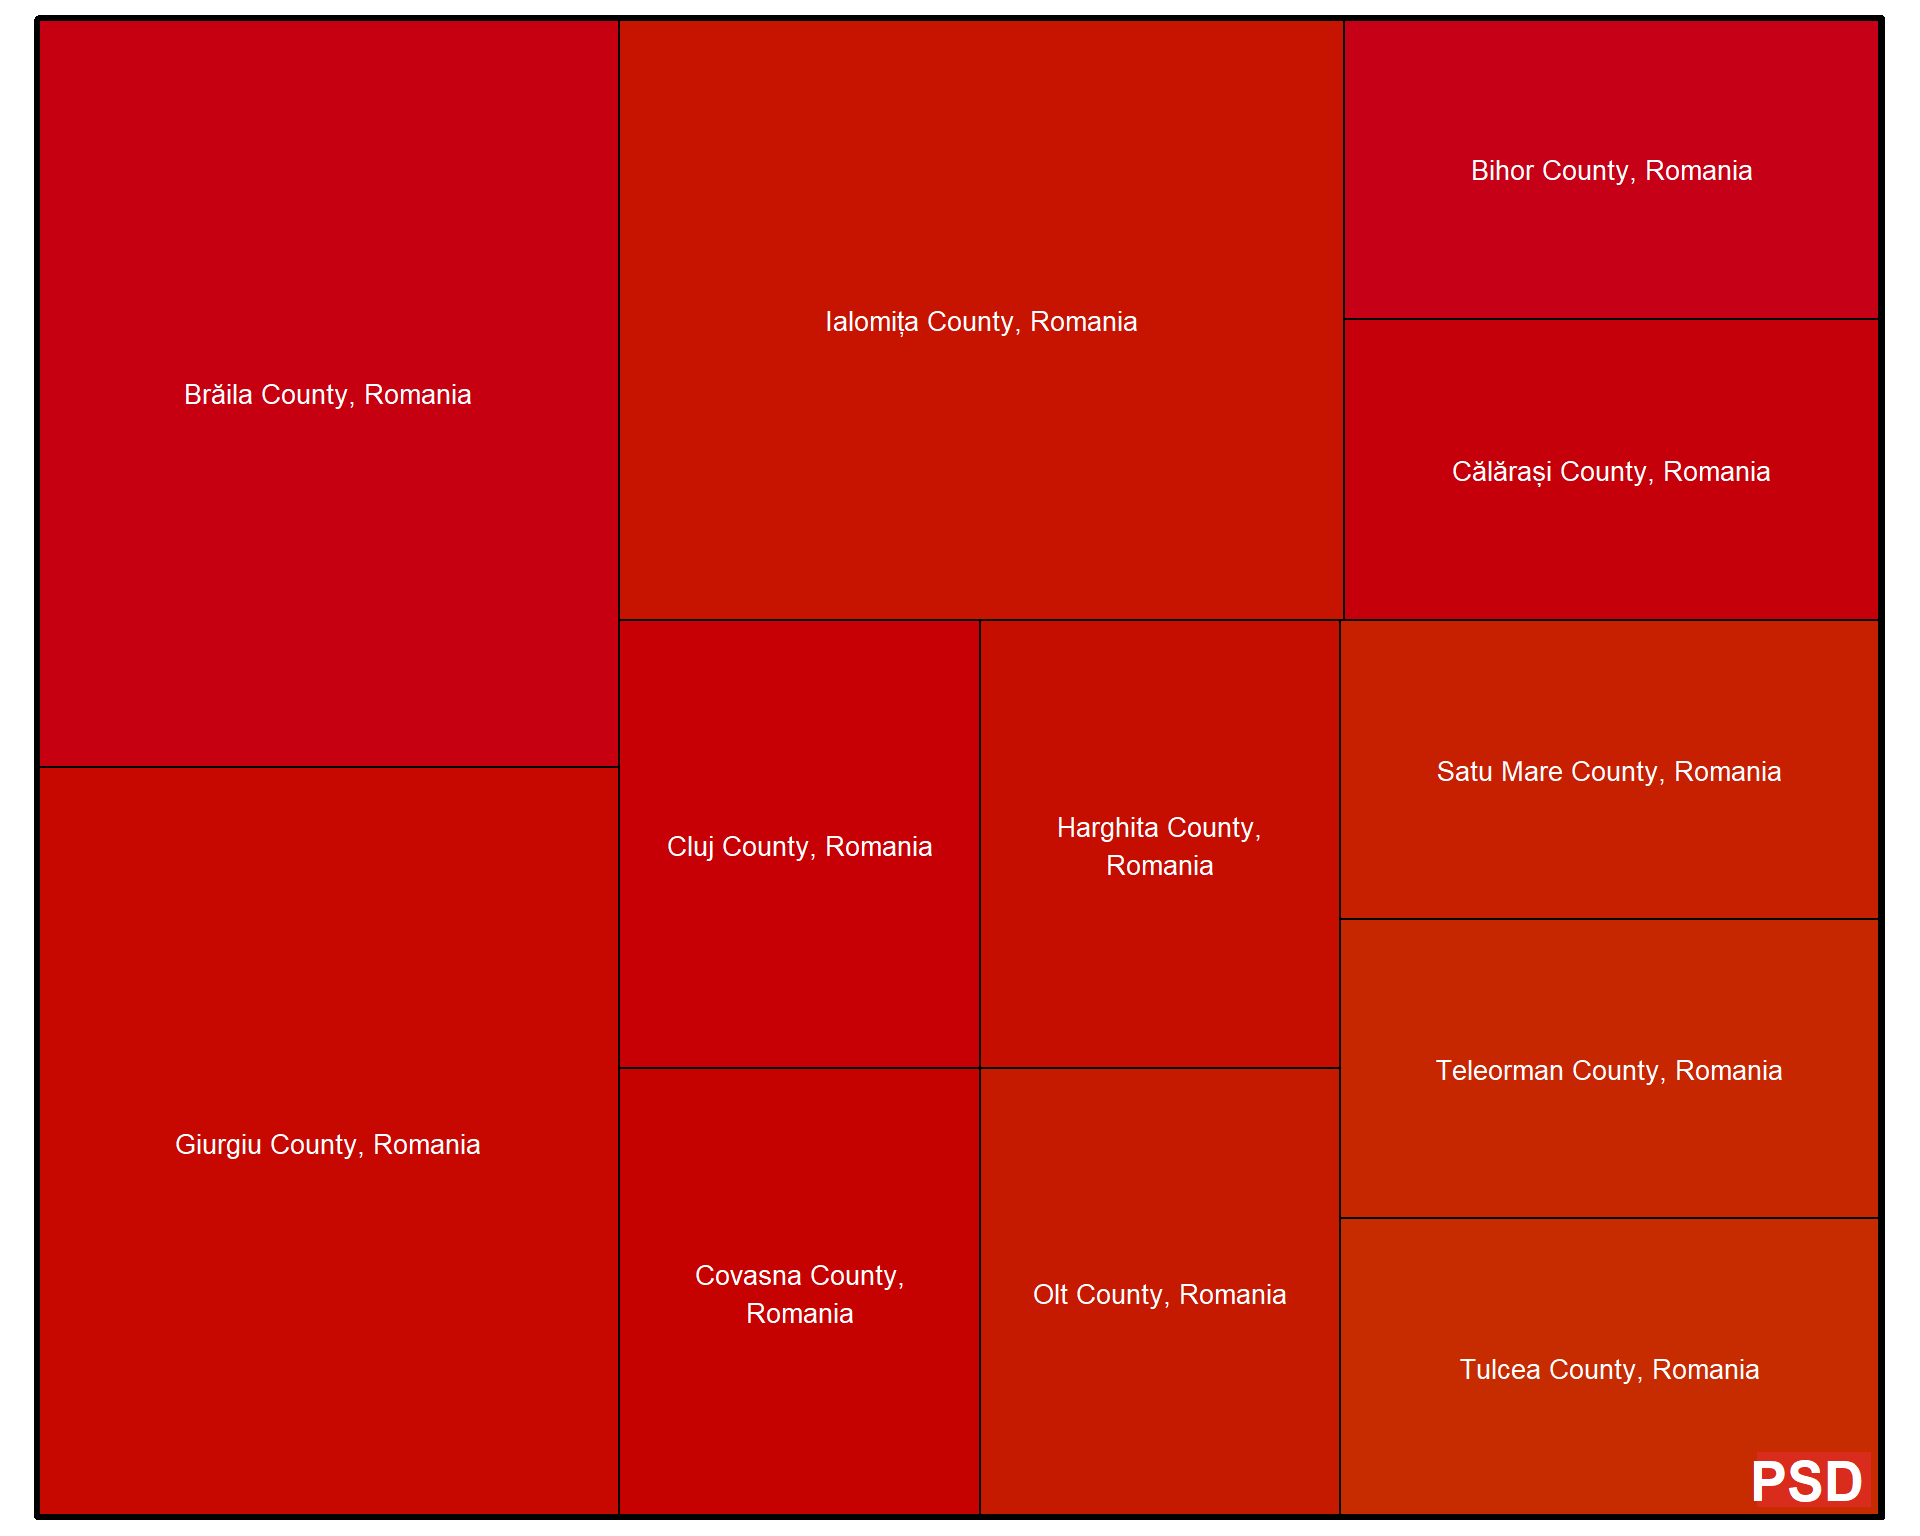 Brăila County, Romania
Giurgiu County, Romania
Ialomița County, Romania
Bihor County, Romania
Călărași County, Romania
Cluj County, Romania
Harghita County,
Romania
Covasna County,
Romania
Olt County, Romania
Satu Mare County, Romania
Teleorman County, Romania
Tulcea County, Romania
PSD